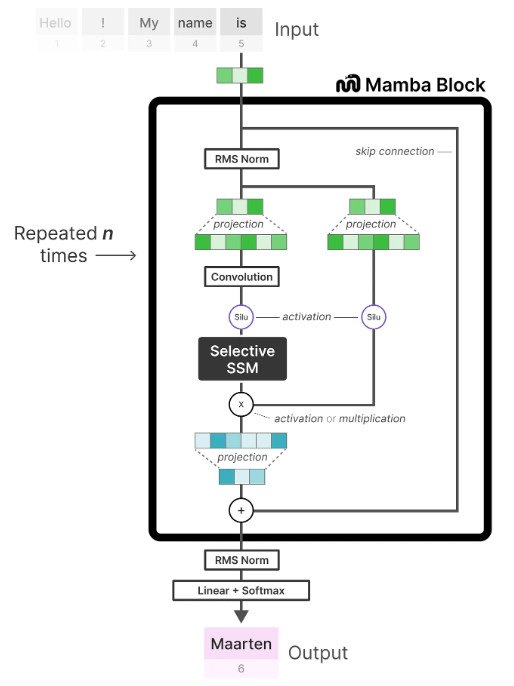 Hello ! My name is
1 2 3 4 5
Input
Mamba Block
skip connection
RMS Norm
projection projection
Repeated n
times
Convolution
Silu activation Silu
Selective
SSM
x
activation or multiplication
projection
+
RMS Norm
Linear + Softmax
Maarten
6
Output